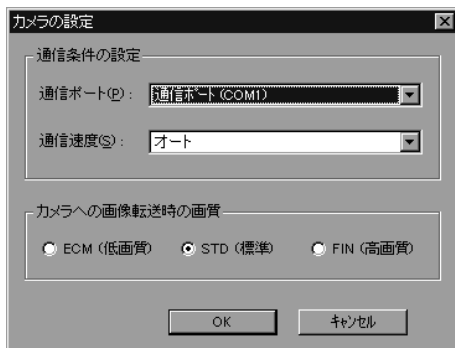 カメラの設定
通信条件の設定
通信ポート(P): 通信ポート(COM1)
通信速度(S): オート
カメラへの画像転送時の画質
ECM (低画質) STD (標準) FIN (高画質)
OK キャンセル